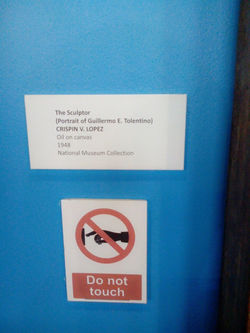 The Sculptor
(Portrait of Guillermo E. Tolentino)
CRISPIN V. LOPEZ
Oil on canvas
1948
National Museum Collection
Do not
touch